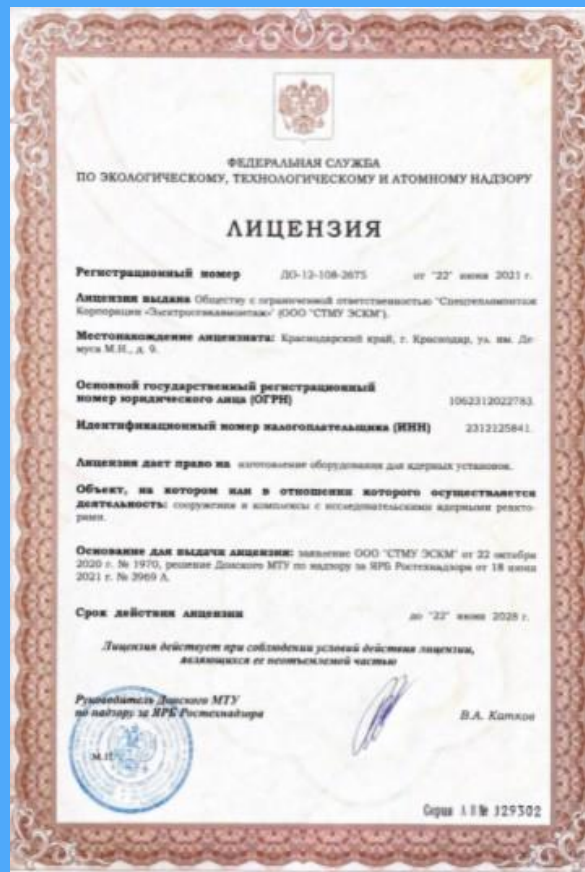 ФЕДЕРАЛЬНАЯ СЛУЖБА
ПО ЭКОЛОГИЧЕСКОМУ, ТЕХНОЛОГИЧЕСКОМУ И АТОМНОМУ НАДЗОРУ
ЛИЦЕНЗИЯ
Регистрационный номер ДО-12-108-2675 от "22" июня 2021 г.
Лицензия выдана Обществу с ограниченной ответственностью "Спецтепломонтаж
Корпорации «Энергосвязьмонтаж» (ООО "СТМУ ЭСКМ").
Местонахождение лицензиата: Краснодарский край, г. Краснодар, ул. им. Де-
муса М.Н., д. 9.
Основной государственный регистрационный
номер юридического лица (ОГРН) 1062312022783.
Идентификационный номер налогоплательщика (ИНН) 2312125841.
Лицензия дает право на изготовление оборудования для ядерных установок.
Объект, на котором или в отношении которого осуществляется
деятельность: сооружения и комплексы с исследовательскими ядерными реакто-
рами.
Основание для выдачи лицензии: заявление ООО "СТМУ ЭСКМ" от 22 октября
2020 г. № 1970, решение Донского МТУ по надзору за ЯРБ Ростехнадзора от 18 июня
2021 г. № 3969 Л.
Срок действия лицензии до "22" июня 2028 г.
Лицензия действует при соблюдении условий действия лицензии,
являющихся ее неотъемлемой частью
Руководитель Донского МТУ
по надзору за ЯРБ Ростехнадзора
В.А. Катков
М.П.
Серия А В № 329302